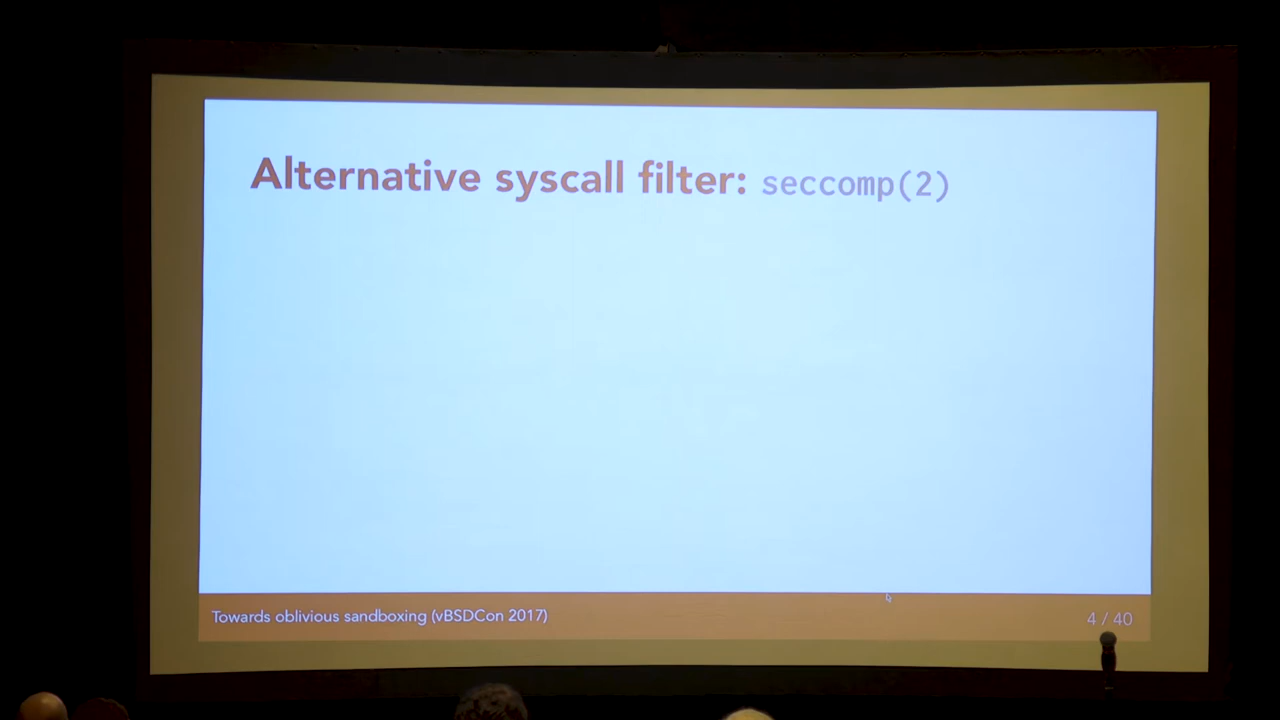 Alternative syscall filter: seccomp(2)
Towards oblivious sandboxing (vBSDCon 2017)
4 / 40